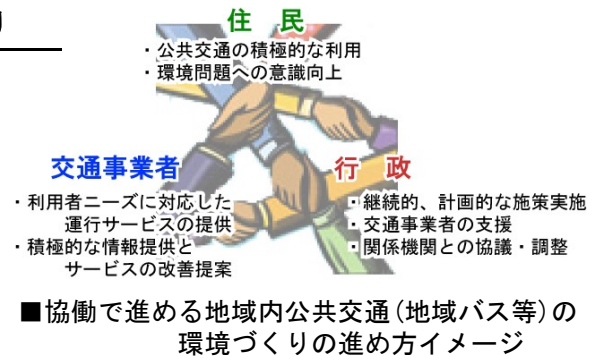 住 民
・公共交通の積極的な利用
・環境問題への意識向上
交通事業者
・利用者ニーズに対応した
運行サービスの提供
・積極的な情報提供と
サービスの改善提案
行 政
・継続的、計画的な施策実施
・交通事業者の支援
・関係機関との協議・調整
■協働で進める地域内公共交通(地域バス等)の
環境づくりの進め方イメージ